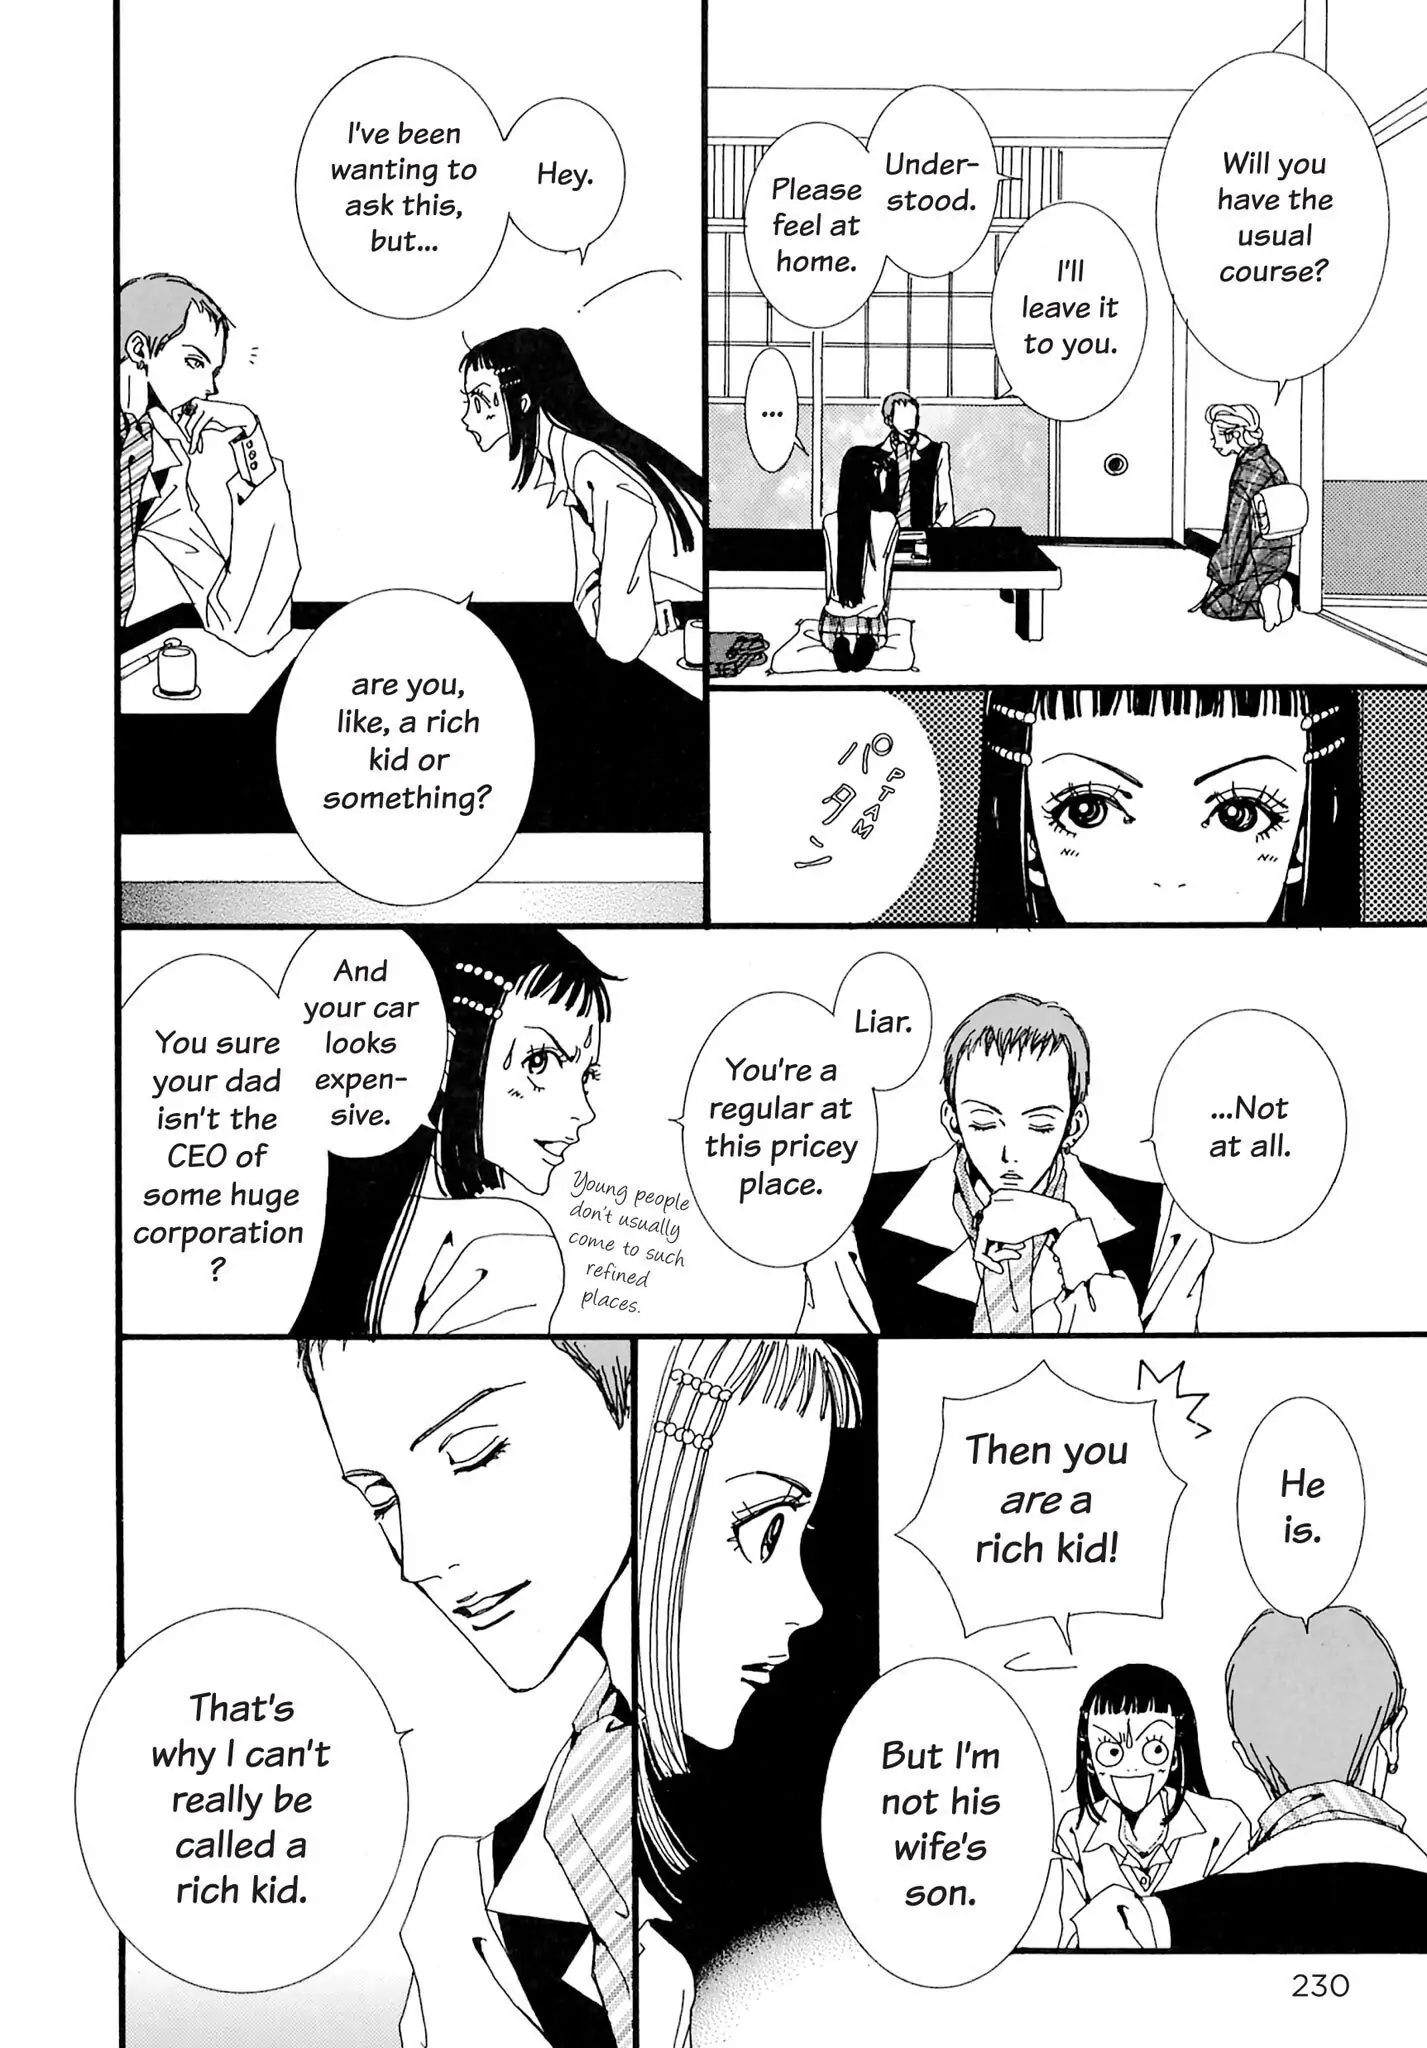 Will you
have the
usual
course?
I'll
leave it
to you.
Under-
stood.
Please
feel at
home.
...
パタン
PTAM
Hey.
I've been
wanting to
ask this,
but...
are you,
like, a rich
kid or
something?
...Not
at all.
Liar.
You're a
regular at
this pricey
place.
Young people
don't usually
come to such
refined
places.
And
your car
looks
expen-
sive.
You sure
your dad
isn't the
CEO of
some huge
corporation
?
He
is.
Then you
are a
rich kid!
But I'm
not his
wife's
son.
That's
why I can't
really be
called a
rich kid.
230